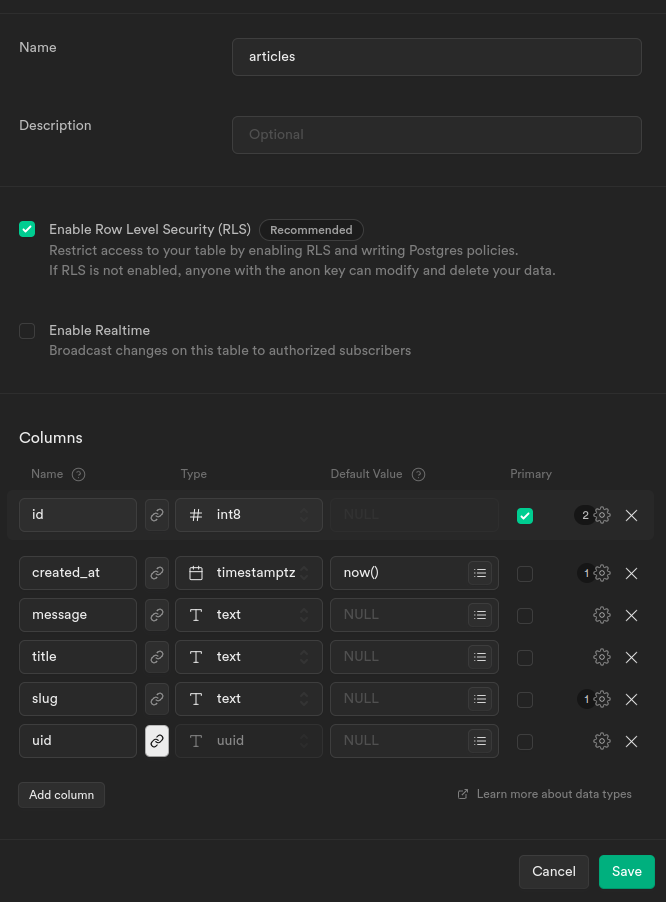 Name
articles
Description
Optional
Enable Row Level Security (RLS) Recommended
Restrict access to your table by enabling RLS and writing Postgres policies.
If RLS is not enabled, anyone with the anon key can modify and delete your data.
Enable Realtime
Broadcast changes on this table to authorized subscribers
Columns
Name Type Default Value Primary
id int8 NULL 2
created_at timestamptz now() 1
message text NULL
title text NULL
slug text NULL 1
uid uuid NULL
Add column Learn more about data types
Cancel Save